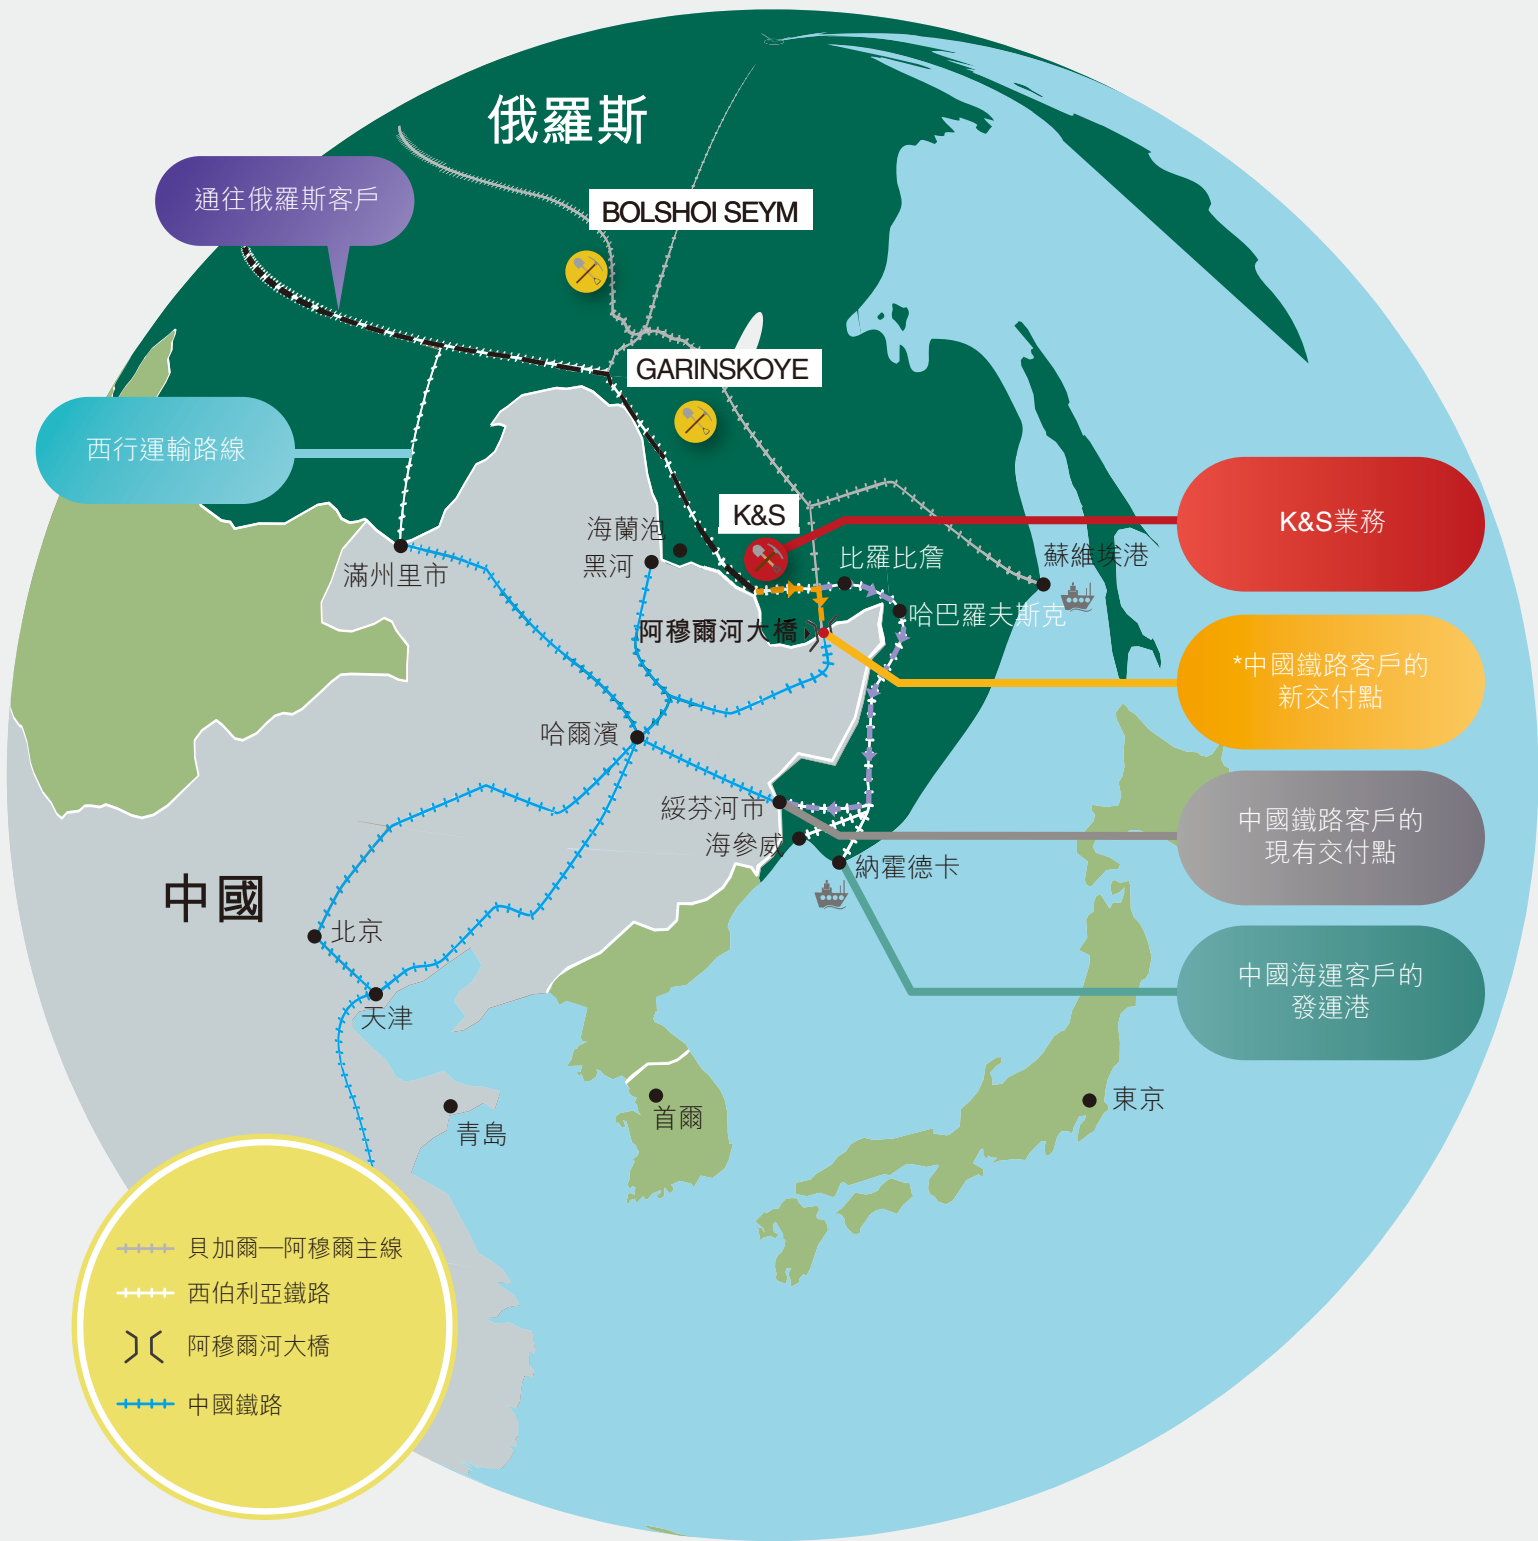 俄羅斯
通往俄羅斯客戶
BOLSHOI SEYM
GARINSKOYE
西行運輸路線
K&S
K&S業務
海蘭泡
黑河
滿州里市
比羅比詹
蘇維埃港
哈巴羅夫斯克
阿穆爾河大橋
*中國鐵路客戶的
新交付點
哈爾濱
綏芬河市
海參威
納霍德卡
中國鐵路客戶的
現有交付點
中國
北京
天津
中國海運客戶的
發運港
青島
首爾
東京
貝加爾—阿穆爾主線
西伯利亞鐵路
阿穆爾河大橋
中國鐵路